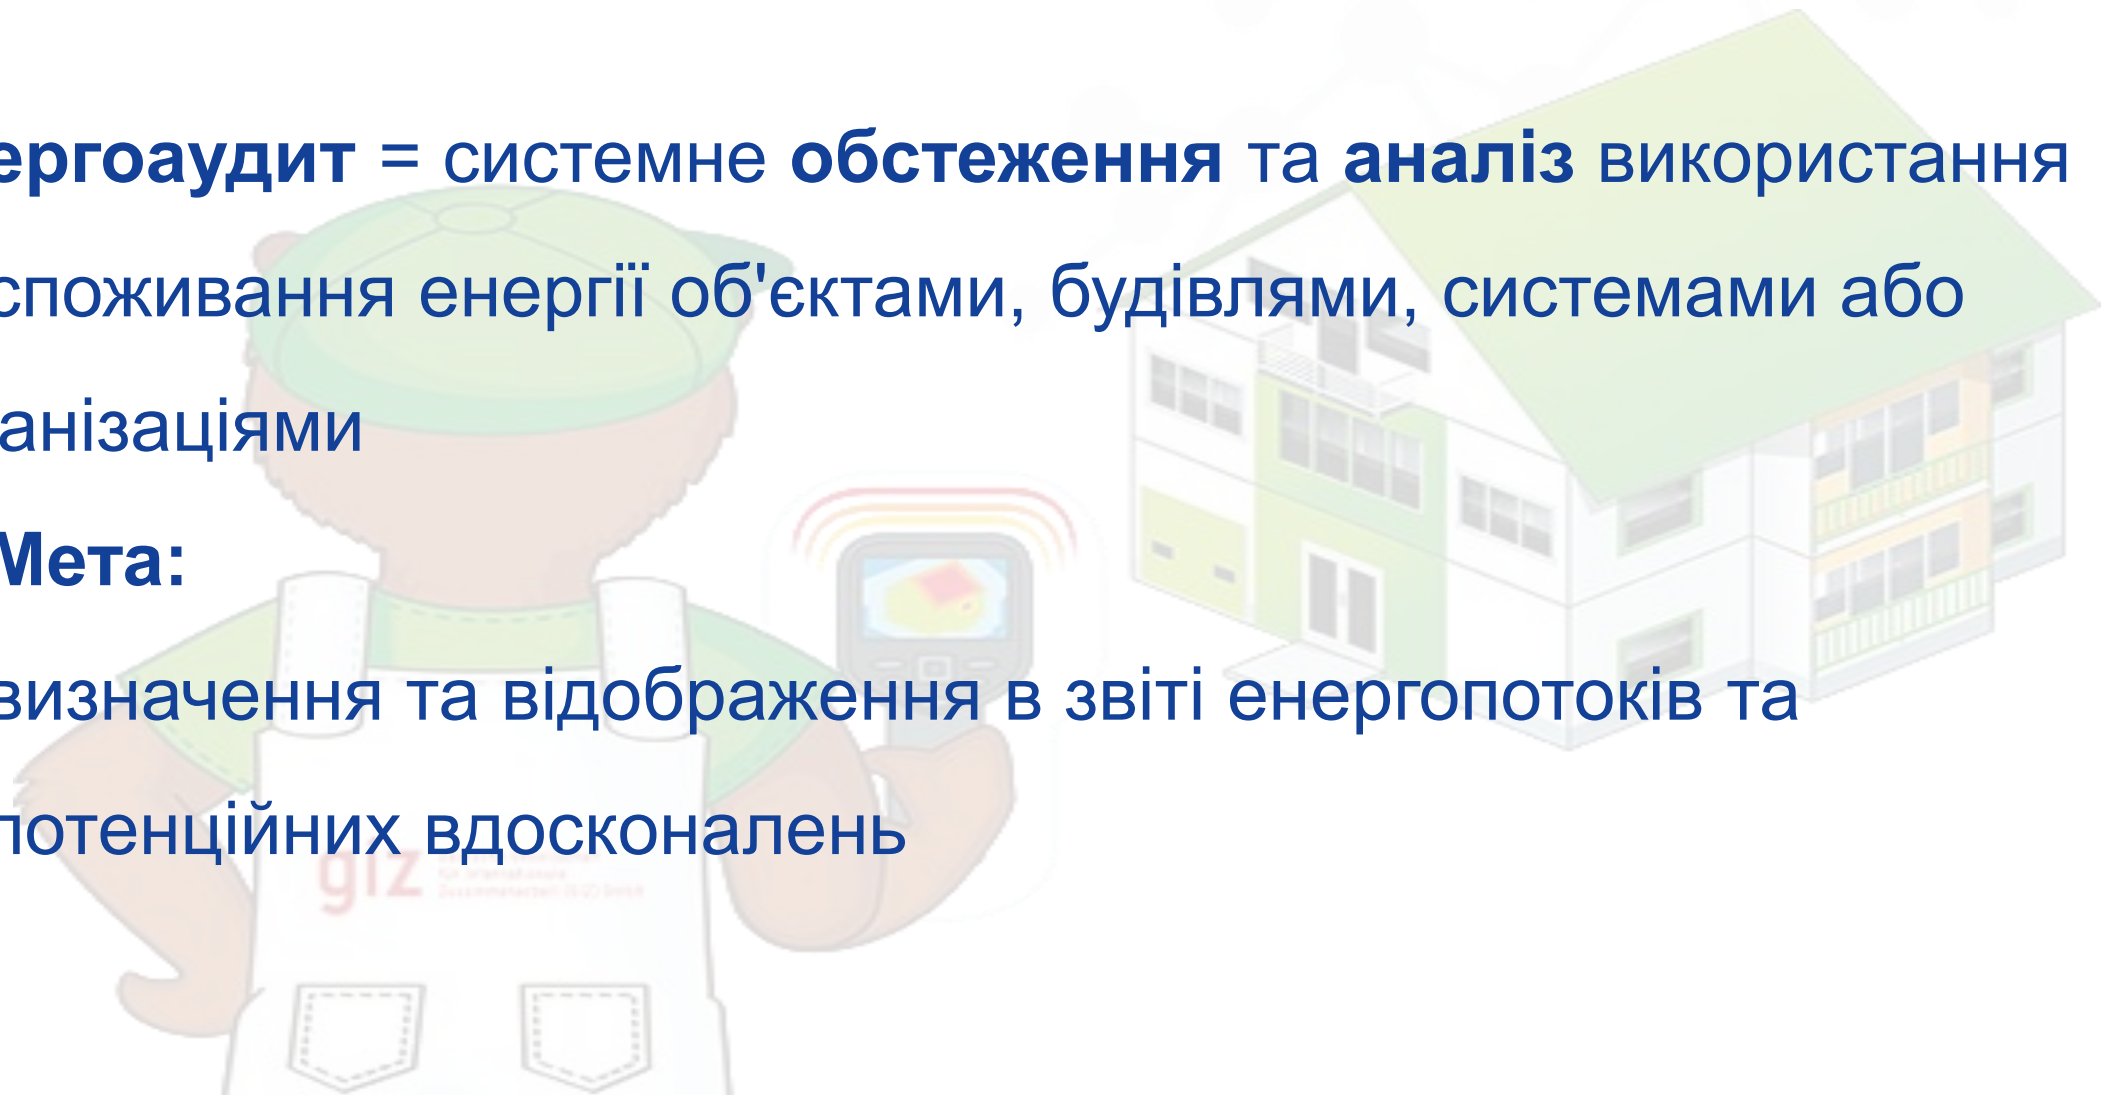 ергоаудит = системне обстеження та аналіз використання
споживання енергії об'єктами, будівлями, системами або
анізаціями
Мета:
визначення та відображення в звіті енергопотоків та
потенційних вдосконалень
giz